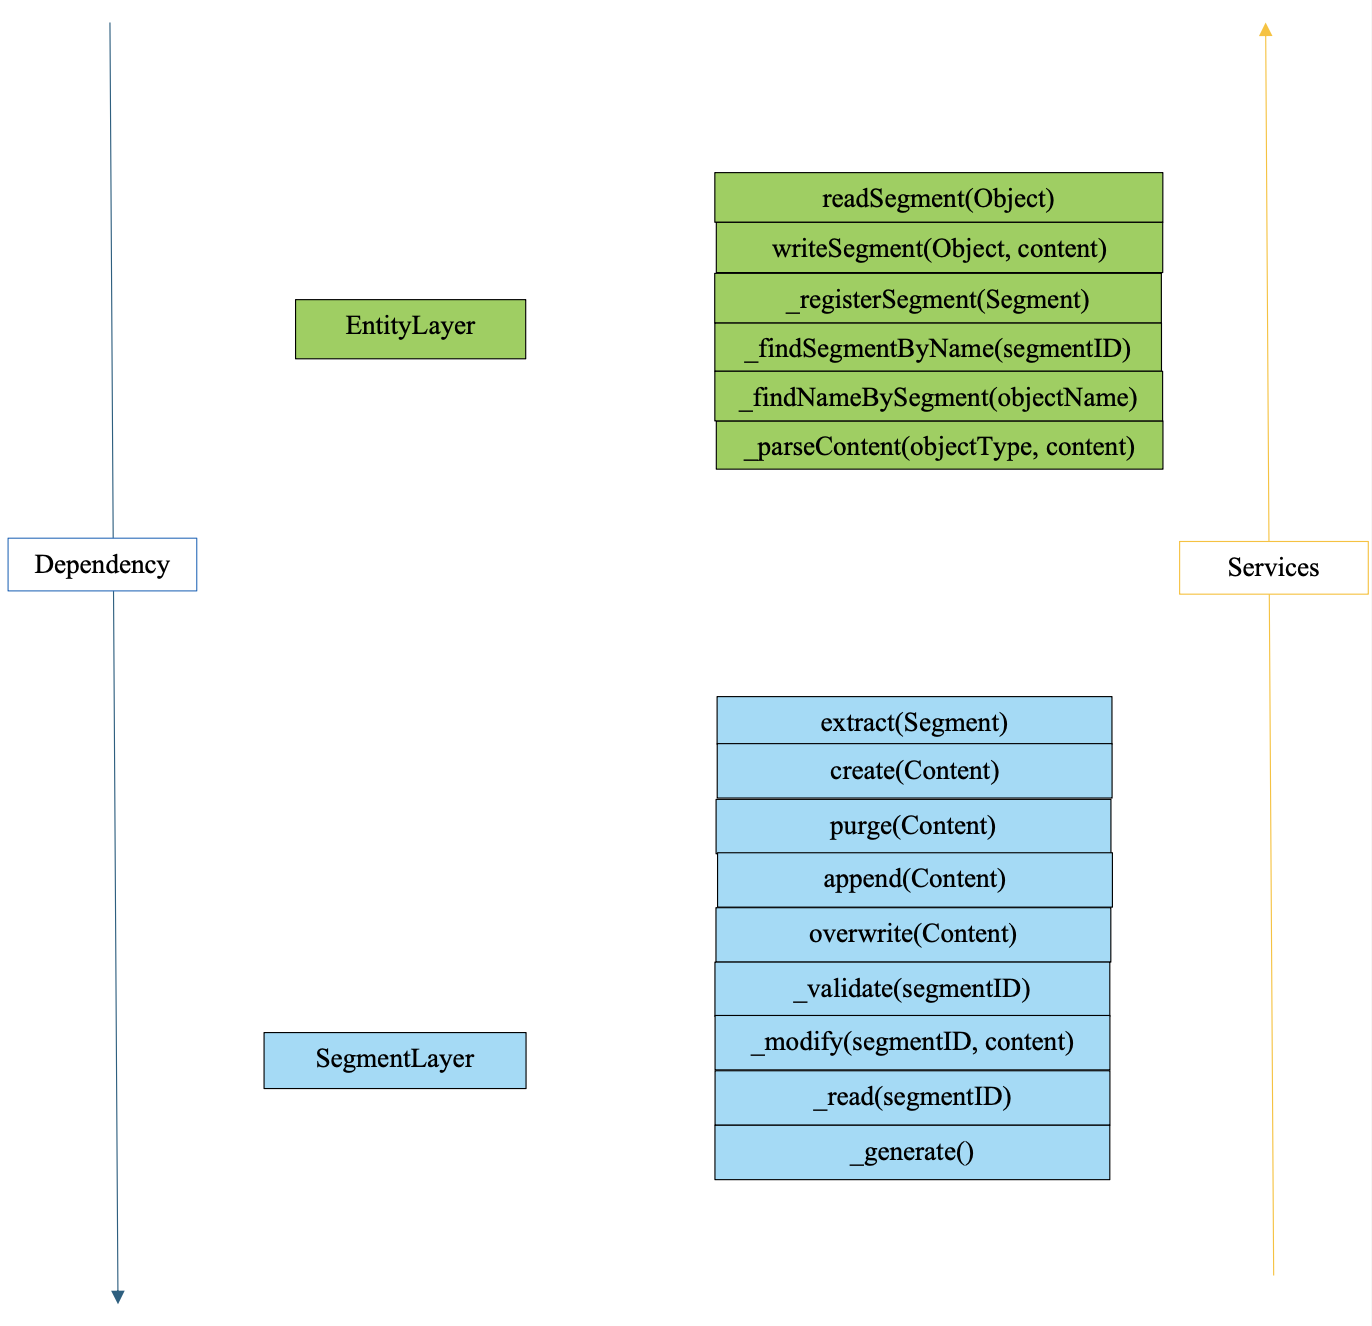 readSegment(Object)
writeSegment(Object, content)
_registerSegment(Segment)
EntityLayer
_findSegmentByName(segmentID)
_findNameBySegment(objectName)
_parseContent(objectType, content)
Dependency
Services
extract(Segment)
create(Content)
purge(Content)
append(Content)
overwrite(Content)
_validate(segmentID)
_modify(segmentID, content)
SegmentLayer
_read(segmentID)
_generate()